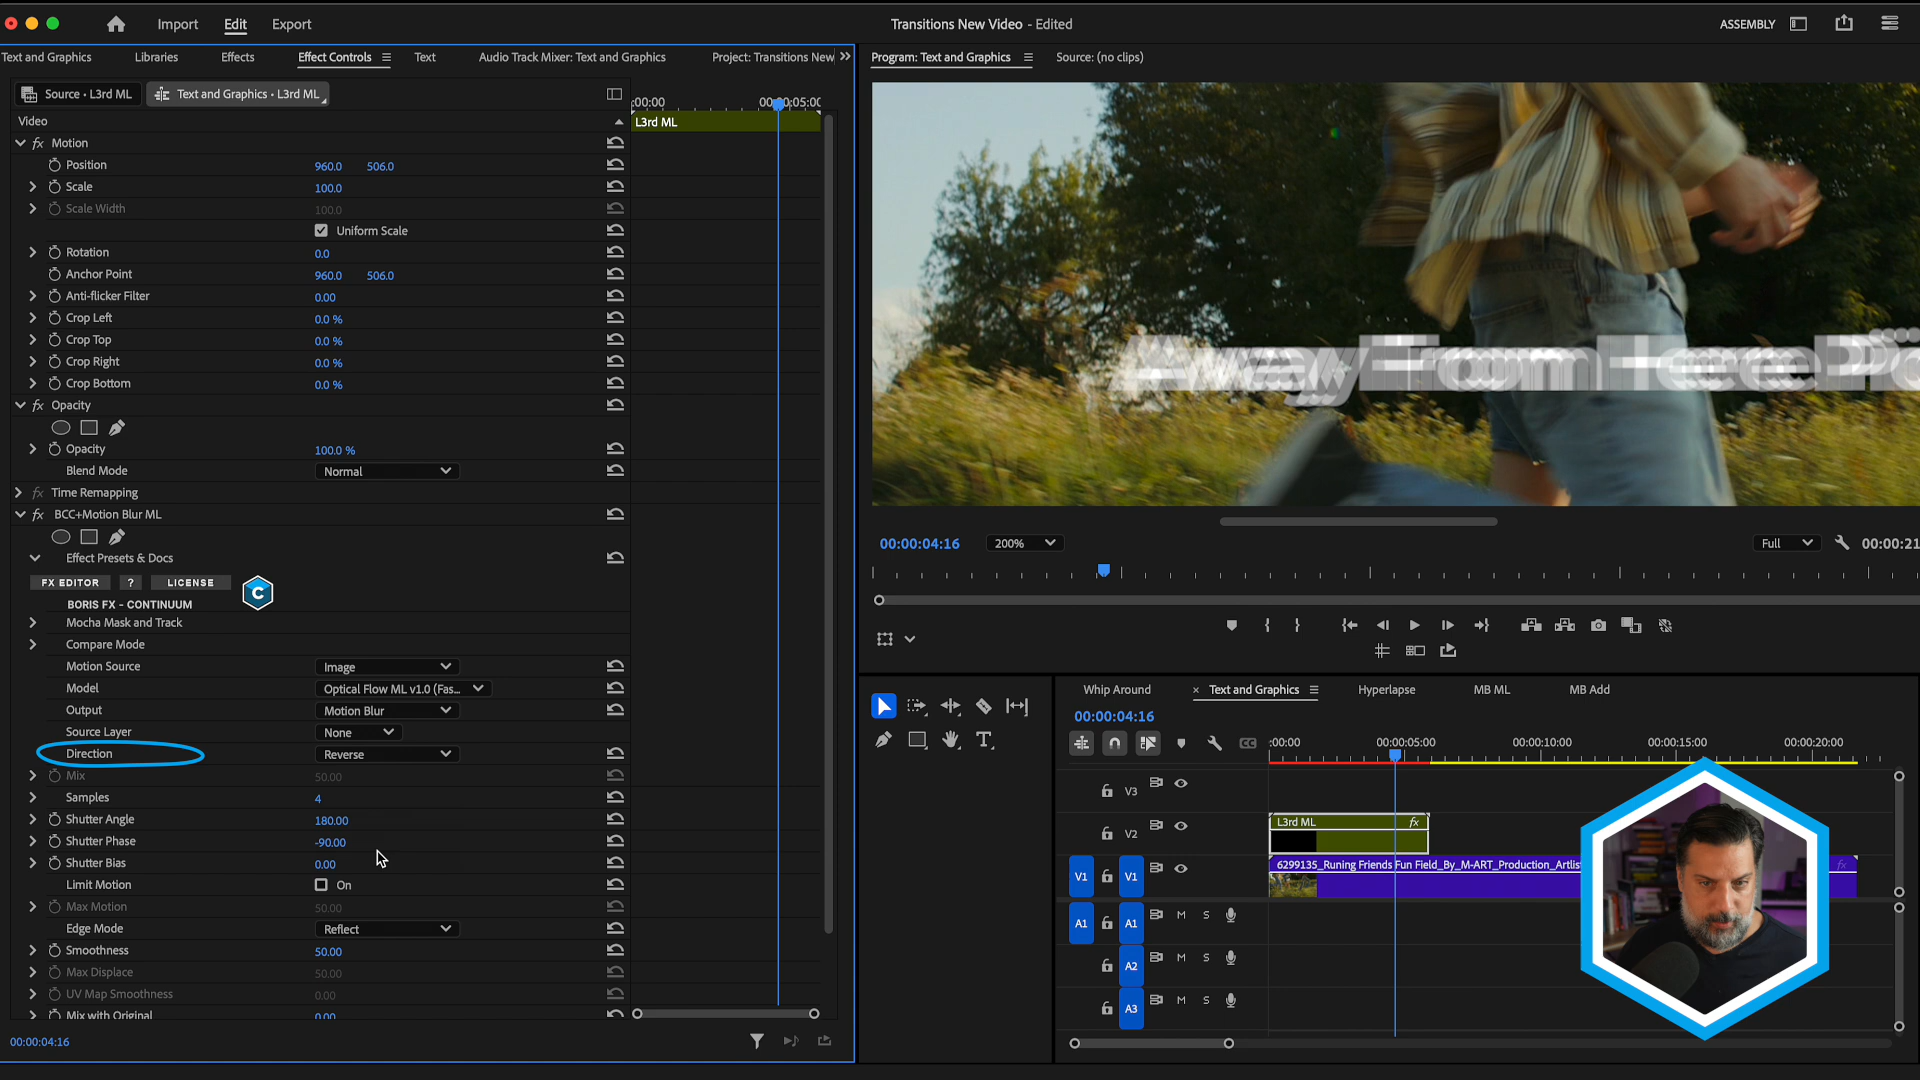 Import
Edit
Export
Transitions New Video - Edited
ASSEMBLY
Text and Graphics
Libraries
Effects
Effect Controls
Text
Audio Track Mixer: Text and Graphics
Project: Transitions New
Program: Text and Graphics
Source: (no clips)
Source • L3rd ML
Text and Graphics • L3rd ML
:00:00
00:00:05:00
Video
L3rd ML
fx Motion
Position 960.0 506.0
Scale 100.0
Scale Width 100.0
Uniform Scale
Rotation 0.0
Anchor Point 960.0 506.0
Anti-flicker Filter 0.00
Crop Left 0.0 %
Crop Top 0.0 %
Crop Right 0.0 %
Crop Bottom 0.0 %
fx Opacity
Opacity 100.0 %
Blend Mode Normal
fx Time Remapping
fx BCC+Motion Blur ML
Effect Presets & Docs
FX EDITOR ? LICENSE C
BORIS FX - CONTINUUM
Mocha Mask and Track
Compare Mode
Motion Source Image
Model Optical Flow ML v1.0 (Fas...
Output Motion Blur
Source Layer None
Direction Reverse
Mix 50.00
Samples 4
Shutter Angle 180.00
Shutter Phase -90.00
Shutter Bias 0.00
Limit Motion On
Max Motion 50.00
Edge Mode Reflect
Smoothness 50.00
Max Displace 50.00
UV Map Smoothness 0.00
Mix with Original 0.00
00:00:04:16
Away From Here
00:00:04:16
200%
Full
00:00:21
Whip Around
× Text and Graphics
Hyperlapse
MB ML
MB Add
00:00:04:16
:00:00 00:00:05:00 00:00:10:00 00:00:15:00 00:00:20:00
V3
V2
L3rd ML fx
V1 V1
6299135_Runing Friends Fun Field_By_M-ART_Production_Artlis
fx
A1 A1 M S
A2 M S
A3 M S